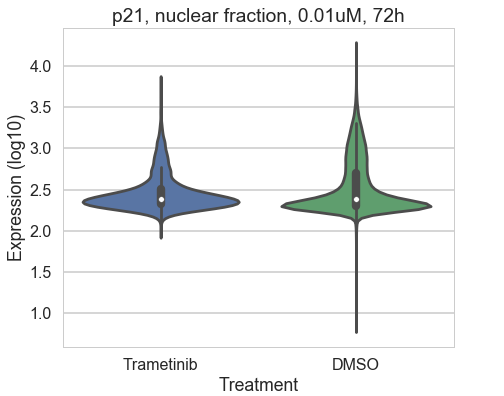 p21, nuclear fraction, 0.01uM, 72h
Expression (log10)
4.0
3.5
3.0
2.5
2.0
1.5
1.0
Trametinib DMSO
Treatment